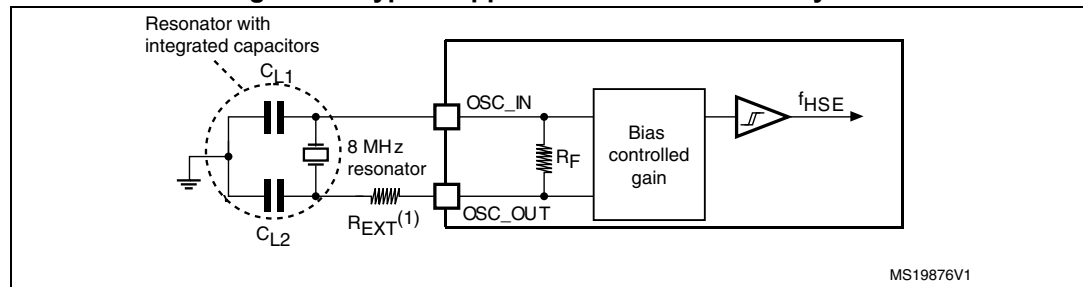 Resonator with
integrated capacitors
CL1
OSC_IN
fHSE
8 MHz
resonator
RF
Bias
controlled
gain
OSC_OUT
REXT(1)
CL2
MS19876V1